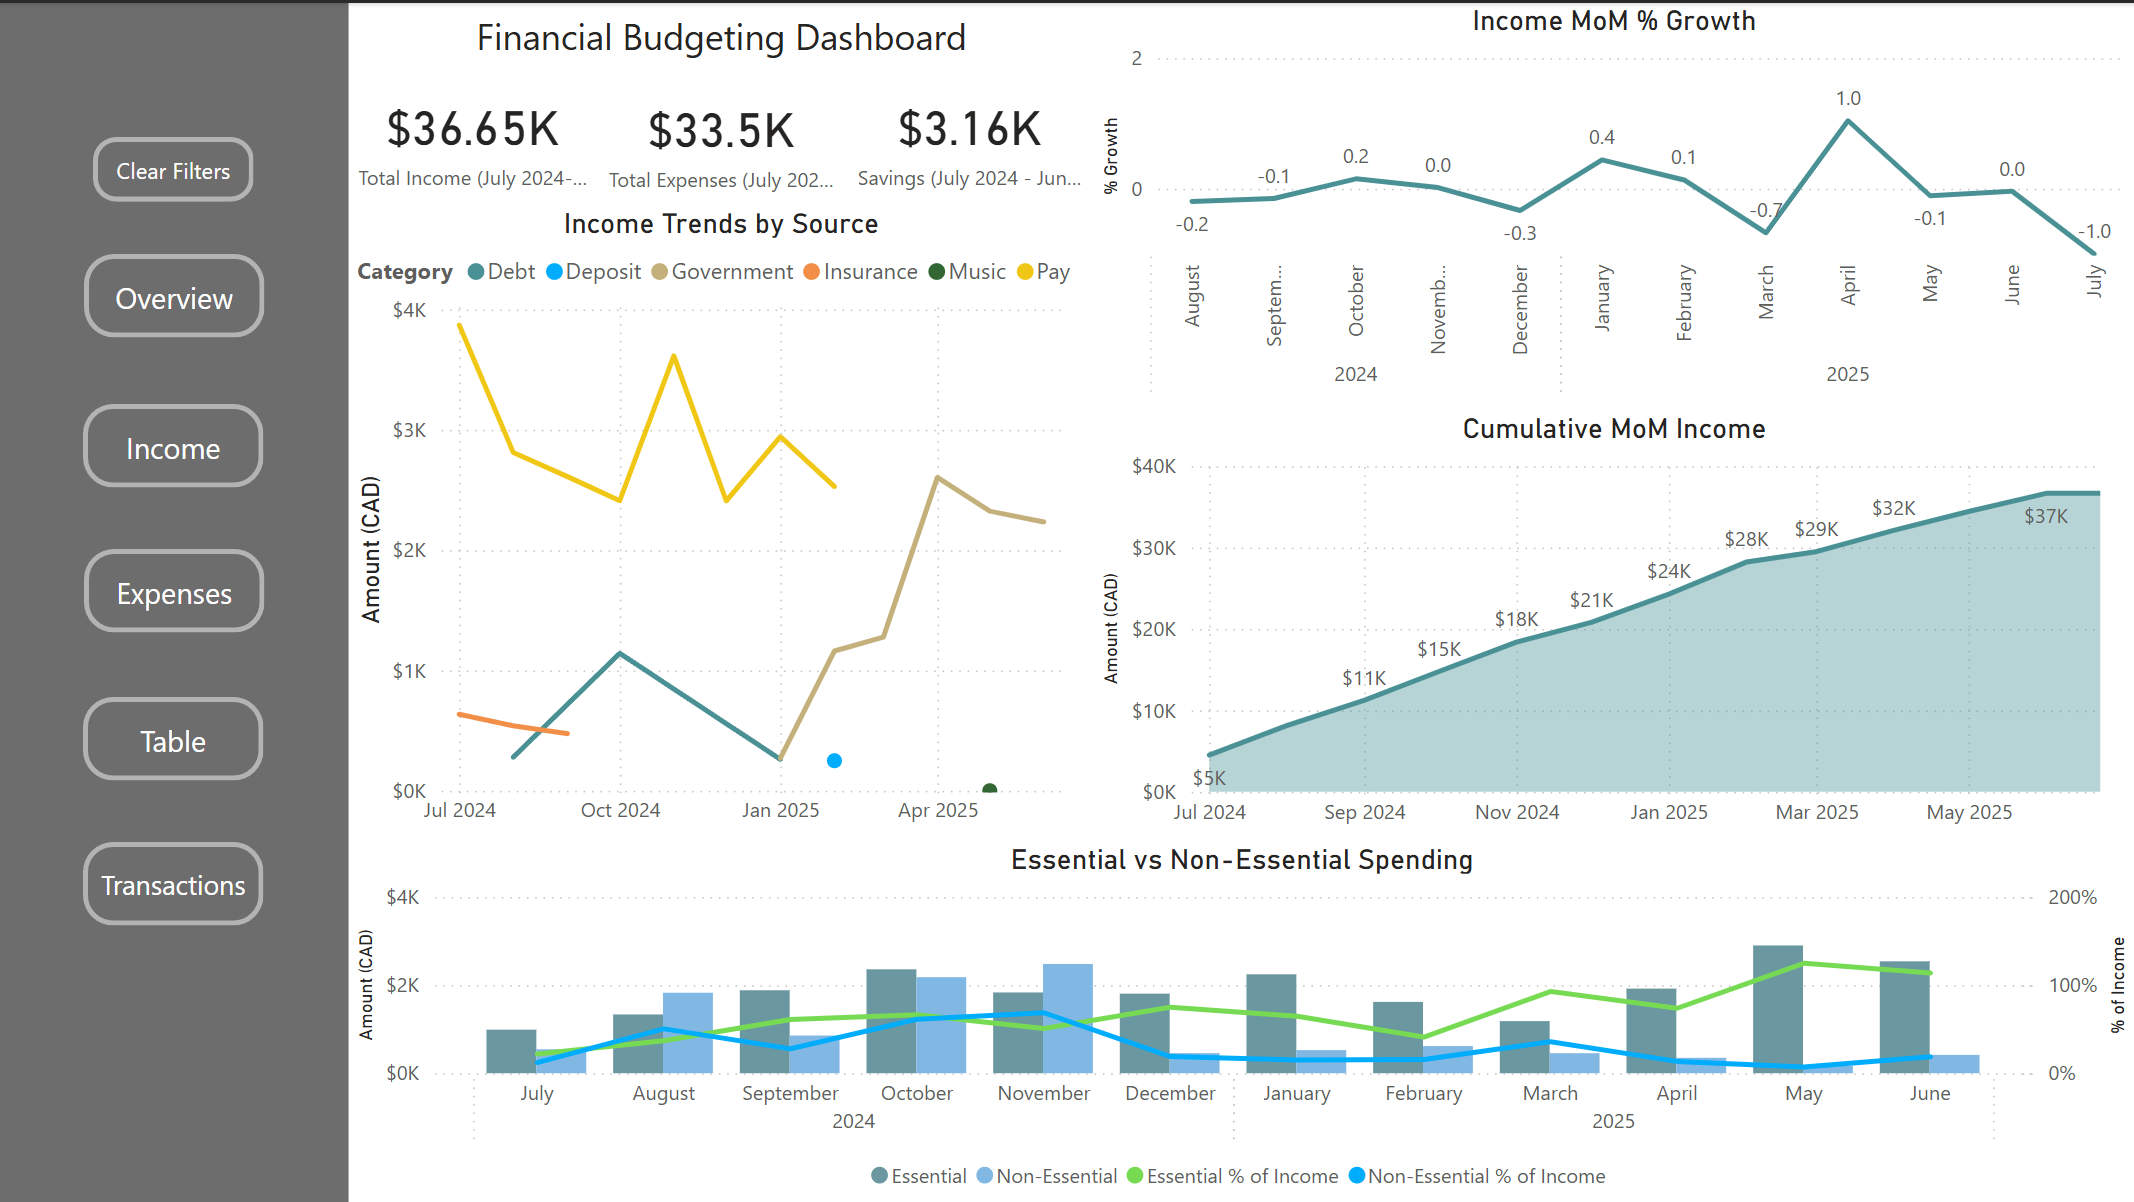 Clear Filters
Overview
Income
Expenses
Table
Transactions
Financial Budgeting Dashboard
$36.65K
Total Income (July 2024-...
$33.5K
Total Expenses (July 202...
$3.16K
Savings (July 2024 - Jun...
Income Trends by Source
Category Debt Deposit Government Insurance Music Pay
Amount (CAD)
$4K
$3K
$2K
$1K
$0K
Jul 2024 Oct 2024 Jan 2025 Apr 2025
Income MoM % Growth
% Growth
2
0
-0.2 -0.1 0.2 0.0 -0.3 0.4 0.1 -0.7 1.0 -0.1 0.0 -1.0
August Septem... October Novemb... December January February March April May June July
2024 2025
Cumulative MoM Income
Amount (CAD)
$40K
$30K
$20K
$10K
$0K
$5K $11K $15K $18K $21K $24K $28K $29K $32K $37K
Jul 2024 Sep 2024 Nov 2024 Jan 2025 Mar 2025 May 2025
Essential vs Non-Essential Spending
Amount (CAD)
$4K
$2K
$0K
200%
100%
0%
% of Income
July August September October November December January February March April May June
2024 2025
Essential Non-Essential Essential % of Income Non-Essential % of Income